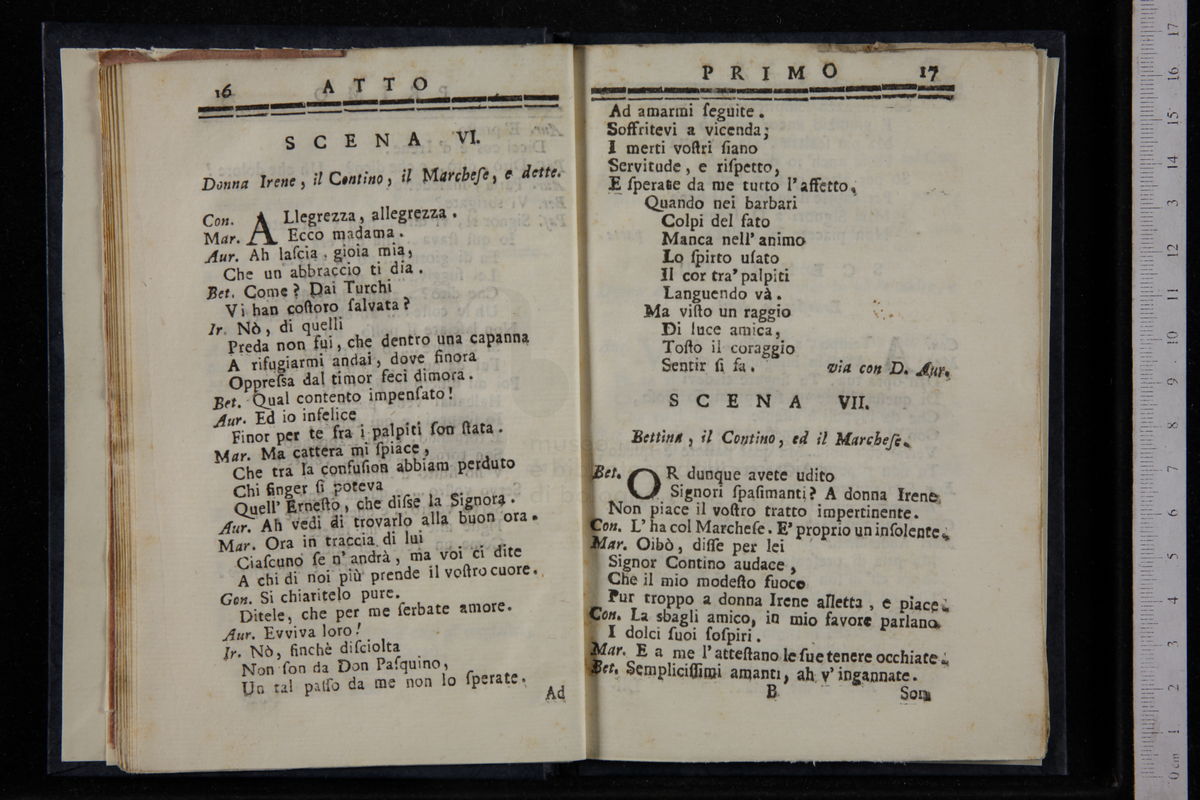 16 ATTO
SCENA VI.
Donna Irene, il Contino, il Marcheſe, e dette.
Con. ALlegrezza, allegrezza.
Mar. Ecco madama.
Aur. Ah laſcia, gioia mia,
Che un abbraccio ti dia.
Bet. Come? Dai Turchi
Vi han coſtoro ſalvata?
Ir. Nò, di quelli
Preda non fui, che dentro una capanna
A rifugiarmi andai, dove finora
Oppreſſa dal timor feci dimora.
Bet. Qual contento impenſato!
Aur. Ed io infelice
Finor per te fra i palpiti ſon ſtata.
Mar. Ma cattera mi ſpiace,
Che tra la confuſion abbiam perduto
Chi finger ſi poteva
Quell' Erneſto, che diſse la Signora.
Aur. Ah vedi di trovarlo alla buon ora.
Mar. Ora in traccia di lui
Ciaſcuno ſe n' andrà, ma voi ci dite
A chi di noi più prende il voſtro cuore.
Con. Si chiaritelo pure.
Ditele, che per me ſerbate amore.
Aur. Evviva loro!
Ir. Nò, finchè diſciolta
Non ſon da Don Paſquino,
Un tal paſſo da me non lo ſperate.
Ad
PRIMO 17
Ad amarmi ſeguite.
Soffritevi a vicenda;
I merti voſtri ſiano
Servitude, e riſpetto,
E ſperate da me tutto l'affetto.
Quando nei barbari
Colpi del fato
Manca nell' animo
Lo ſpirto uſato
Il cor tra' palpiti
Languendo và.
Ma viſto un raggio
Di luce amica,
Toſto il coraggio
Sentir ſi fa. via con D. Aur.
SCENA VII.
Bettina, il Contino, ed il Marcheſe.
Bet. OR dunque avete udito
Signori ſpaſimanti? A donna Irene
Non piace il voſtro tratto impertinente.
Con. L' ha col Marcheſe. E' proprio un inſolente.
Mar. Oibò, diſſe per lei
Signor Contino audace,
Che il mio modeſto fuoco
Pur troppo a donna Irene alletta, e piace.
Con. La sbagli amico, in mio favore parlano
I dolci ſuoi ſoſpiri.
Mar. E a me l' atteſtano le ſue tenere occhiate.
Bet. Sempliciſſimi amanti, ah v' ingannate.
B Son